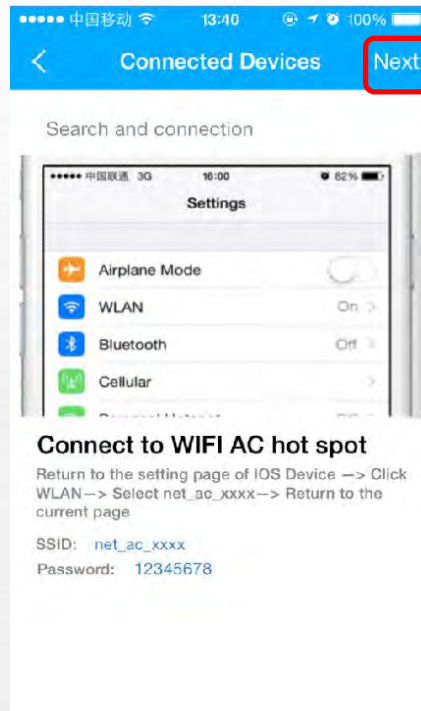 中国移动 13:40 100%
Connected Devices Next
Search and connection
中国联通 3G 16:00 62%
Settings
Airplane Mode
WLAN On
Bluetooth Off
Cellular
Connect to WIFI AC hot spot
Return to the setting page of IOS Device —> Click
WLAN—> Select net_ac_xxxx—> Return to the
current page
SSID: net_ac_xxxx
Password: 12345678